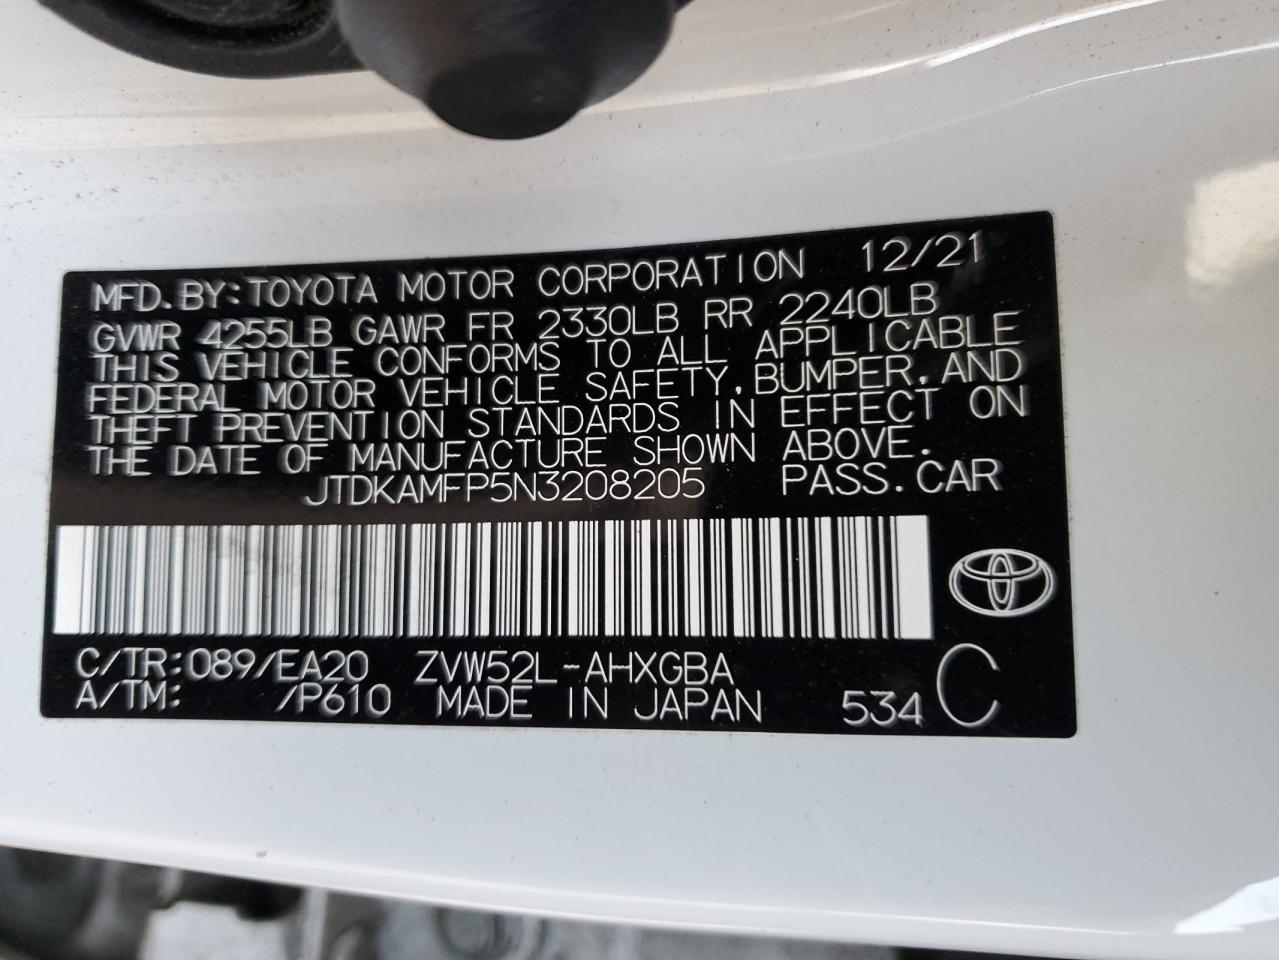 MFD.BY:TOYOTA MOTOR CORPORATION 12/21
GVWR 4255LB GAWR FR 2330LB RR 2240LB
THIS VEHICLE CONFORMS TO ALL APPLICABLE
FEDERAL MOTOR VEHICLE SAFETY,BUMPER,AND
THEFT PREVENTION STANDARDS IN EFFECT ON
THE DATE OF MANUFACTURE SHOWN ABOVE.
JTDKAMFP5N3208205 PASS.CAR
C/TR:089/EA20 ZVW52L-AHXGBA
A/TM: /P610 MADE IN JAPAN 534 C